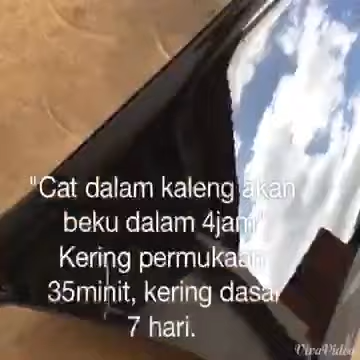 "Cat dalam kaleng akan
beku dalam 4jam"
Kering permukaan
35minit, kering dasar
7 hari.
VivaVideo